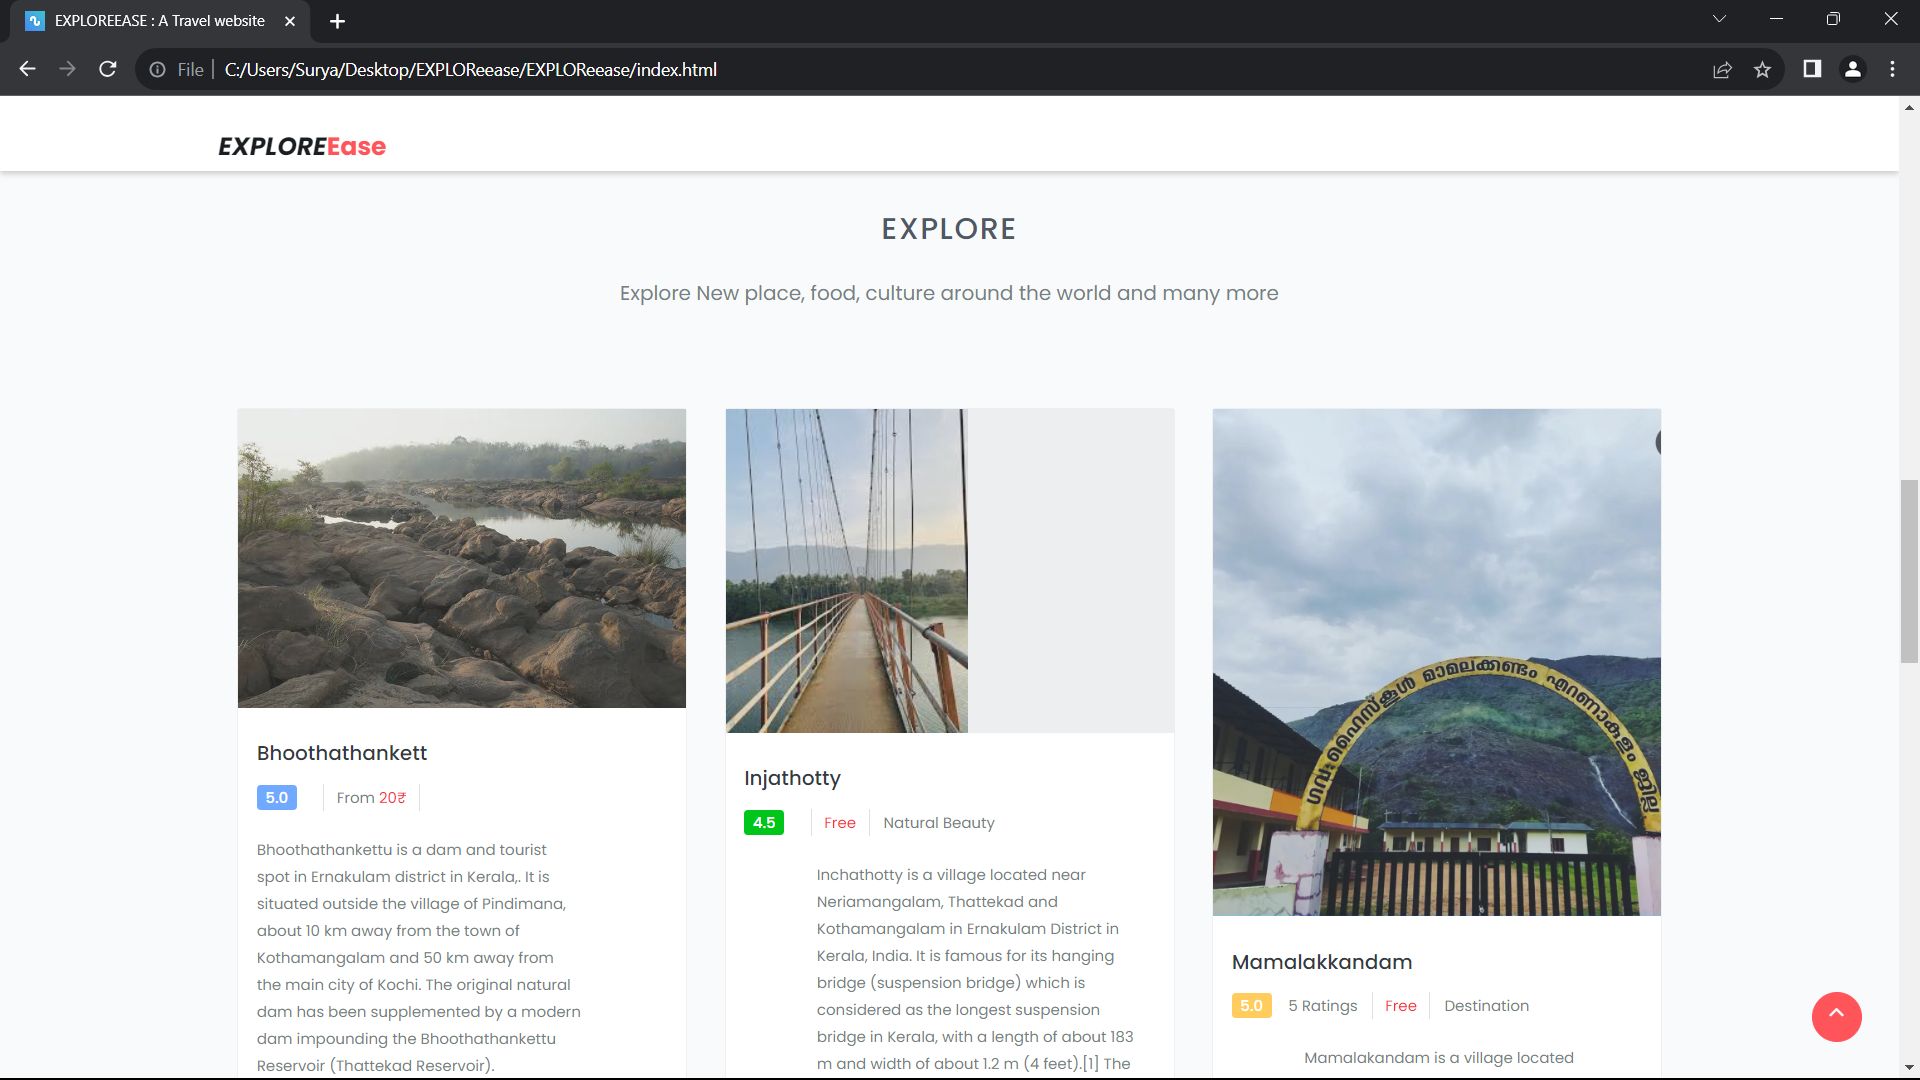 EXPLOREEASE : A Travel website
File
C:/Users/Surya/Desktop/EXPLOReease/EXPLOReease/index.html
EXPLOREEase
EXPLORE
Explore New place, food, culture around the world and many more
Bhoothathankett
5.0 From 20₹
Bhoothathankettu is a dam and tourist
spot in Ernakulam district in Kerala,. It is
situated outside the village of Pindimana,
about 10 km away from the town of
Kothamangalam and 50 km away from
the main city of Kochi. The original natural
dam has been supplemented by a modern
dam impounding the Bhoothathankettu
Reservoir (Thattekad Reservoir).
Injathotty
4.5 Free Natural Beauty
Inchathotty is a village located near
Neriamangalam, Thattekad and
Kothamangalam in Ernakulam District in
Kerala, India. It is famous for its hanging
bridge (suspension bridge) which is
considered as the longest suspension
bridge in Kerala, with a length of about 183
m and width of about 1.2 m (4 feet).[1] The
ഗവ:ഹൈസ്കൂൾ മാമലക്കണ്ടം എറണാകുളം ജില്ല
Mamalakkandam
5.0 5 Ratings Free Destination
Mamalakandam is a village located